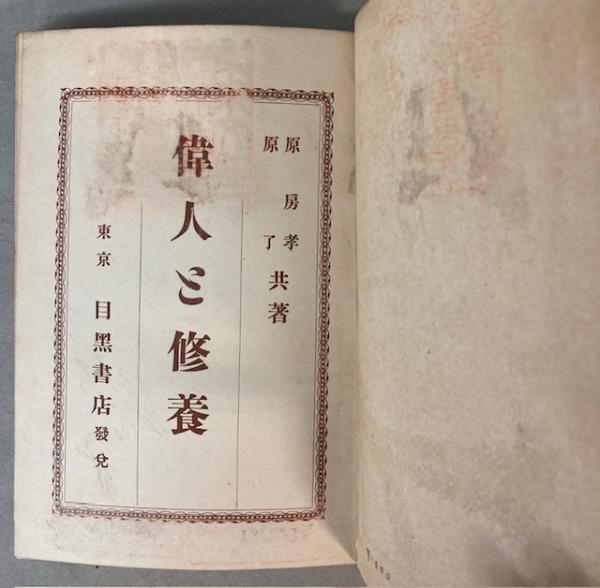 原房孝
原了
共著
偉人と修養
東京 目黑書店發兌